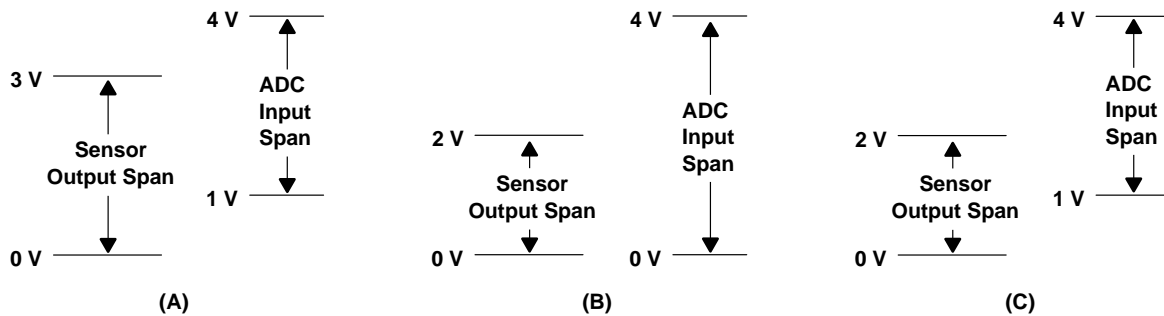 4 V
3 V
ADC
Input
Span
Sensor
Output Span
1 V
0 V
(A)
4 V
ADC
Input
Span
2 V
Sensor
Output Span
0 V
0 V
(B)
4 V
ADC
Input
Span
2 V
Sensor
Output Span
1 V
0 V
(C)